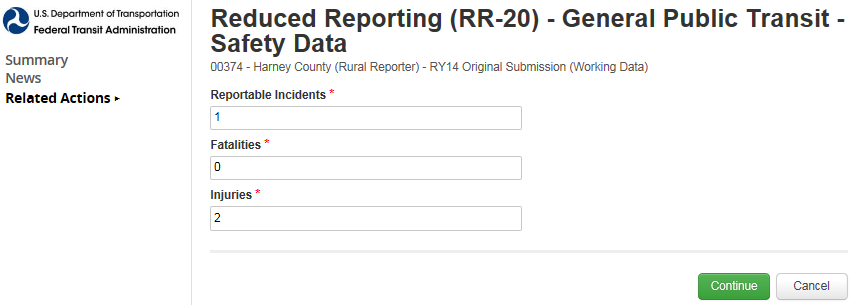 U.S. Department of Transportation
Federal Transit Administration
Summary
News
Related Actions ▸
Reduced Reporting (RR-20) - General Public Transit -
Safety Data
00374 - Harney County (Rural Reporter) - RY14 Original Submission (Working Data)
Reportable Incidents *
1
Fatalities *
0
Injuries *
2
Continue
Cancel